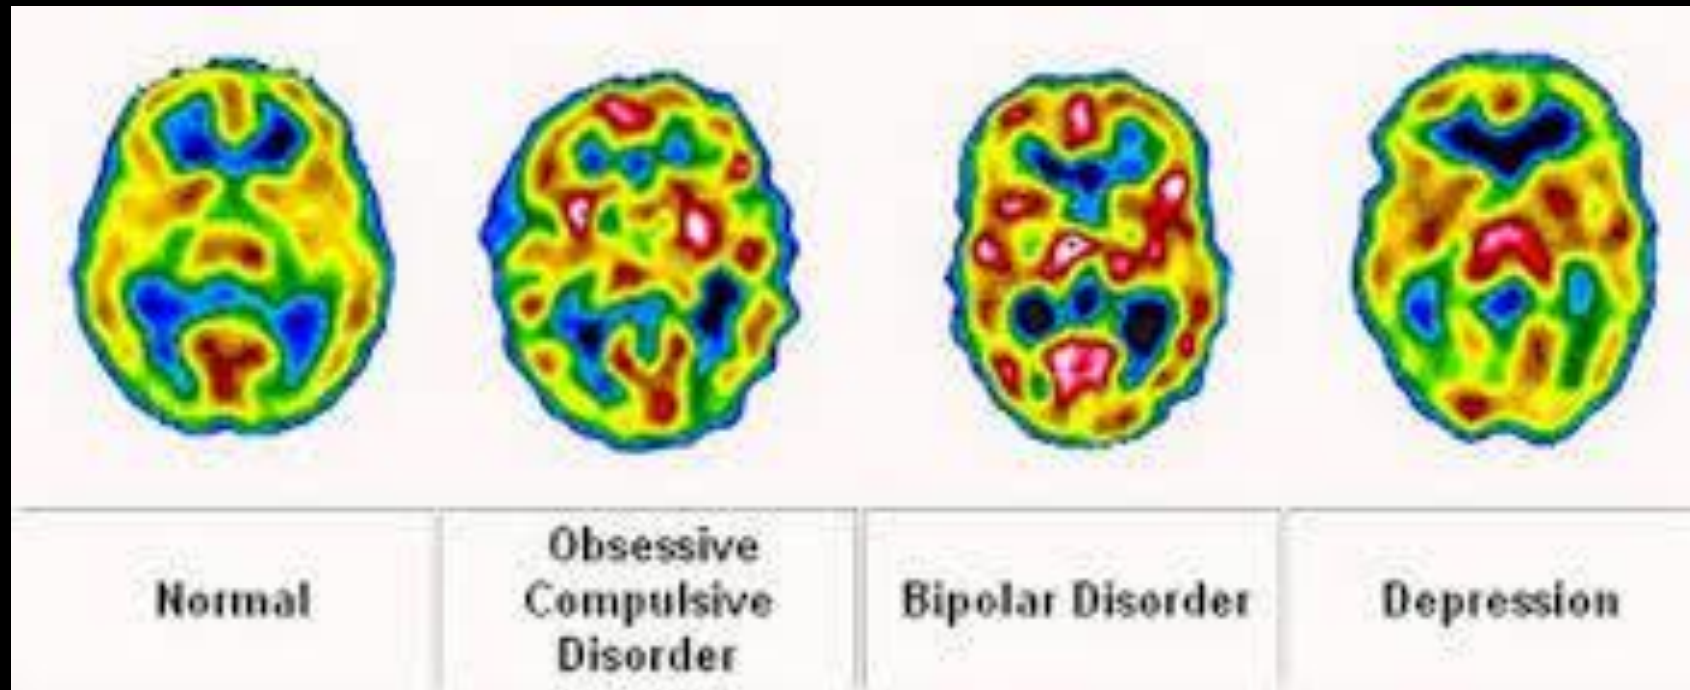 Normal
Obsessive
Compulsive
Disorder
Bipolar Disorder
Depression